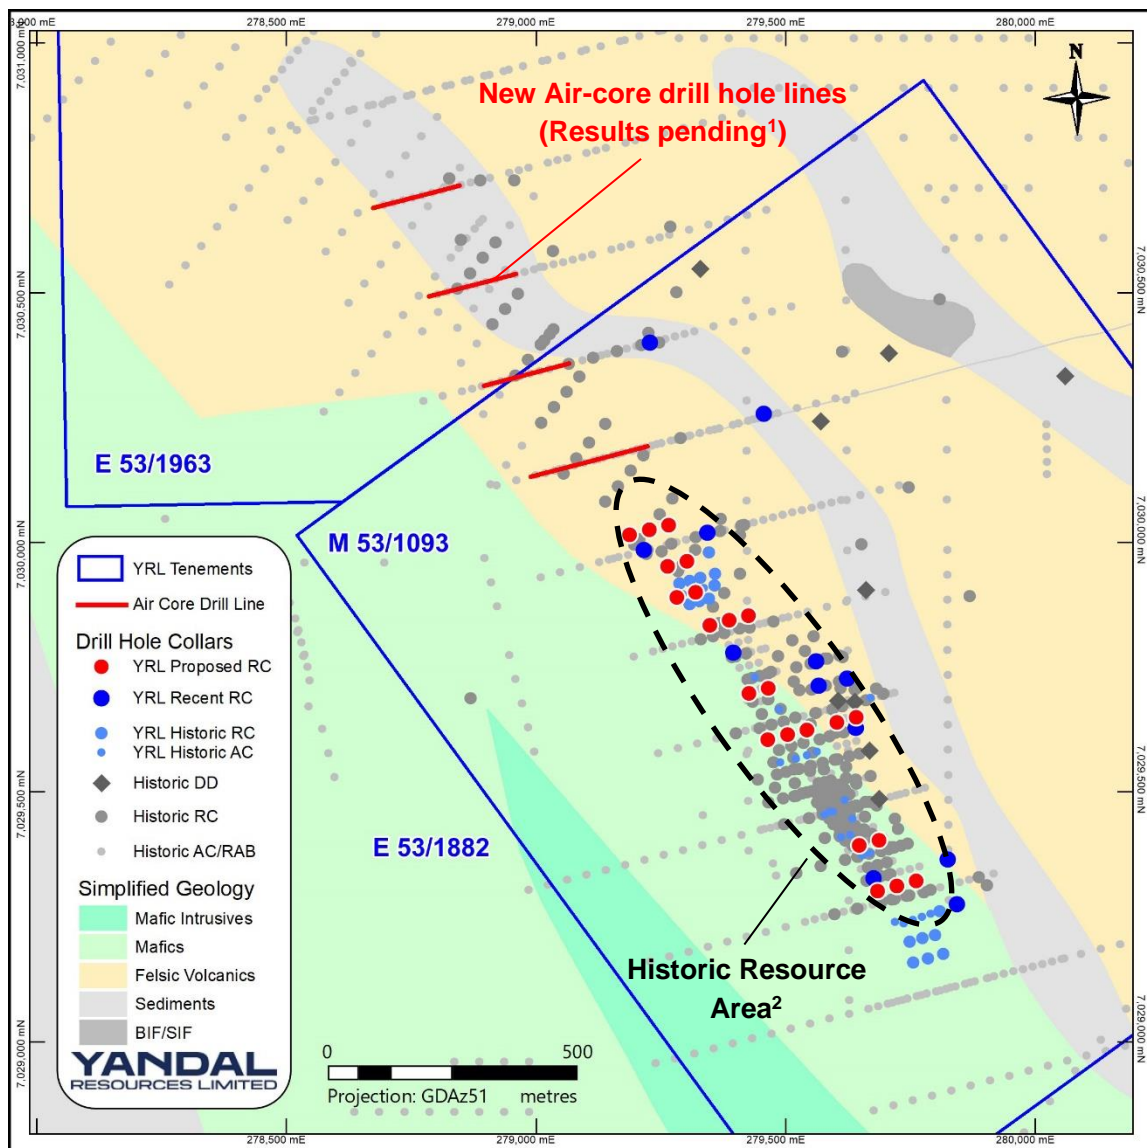 8,900 mE
278,500 mE
279,000 mE
279,500 mE
280,000 mE
7,031,000 mN
N
New Air-core drill hole lines
(Results pending¹)
7,030,500 mN
7,030,500 mN
E 53/1963
M 53/1093
7,030,000 mN
7,030,000 mN
YRL Tenements
Air Core Drill Line
Drill Hole Collars
YRL Proposed RC
YRL Recent RC
YRL Historic RC
YRL Historic AC
Historic DD
Historic RC
Historic AC/RAB
Simplified Geology
Mafic Intrusives
Mafics
Felsic Volcanics
Sediments
BIF/SIF
YANDAL
RESOURCES LIMITED
E 53/1882
7,029,500 mN
7,029,500 mN
Historic Resource
Area²
7,029,000 mN
7,029,000 mN
0 500
Projection: GDAz51 metres
278,500 mE
279,000 mE
279,500 mE
280,000 mE